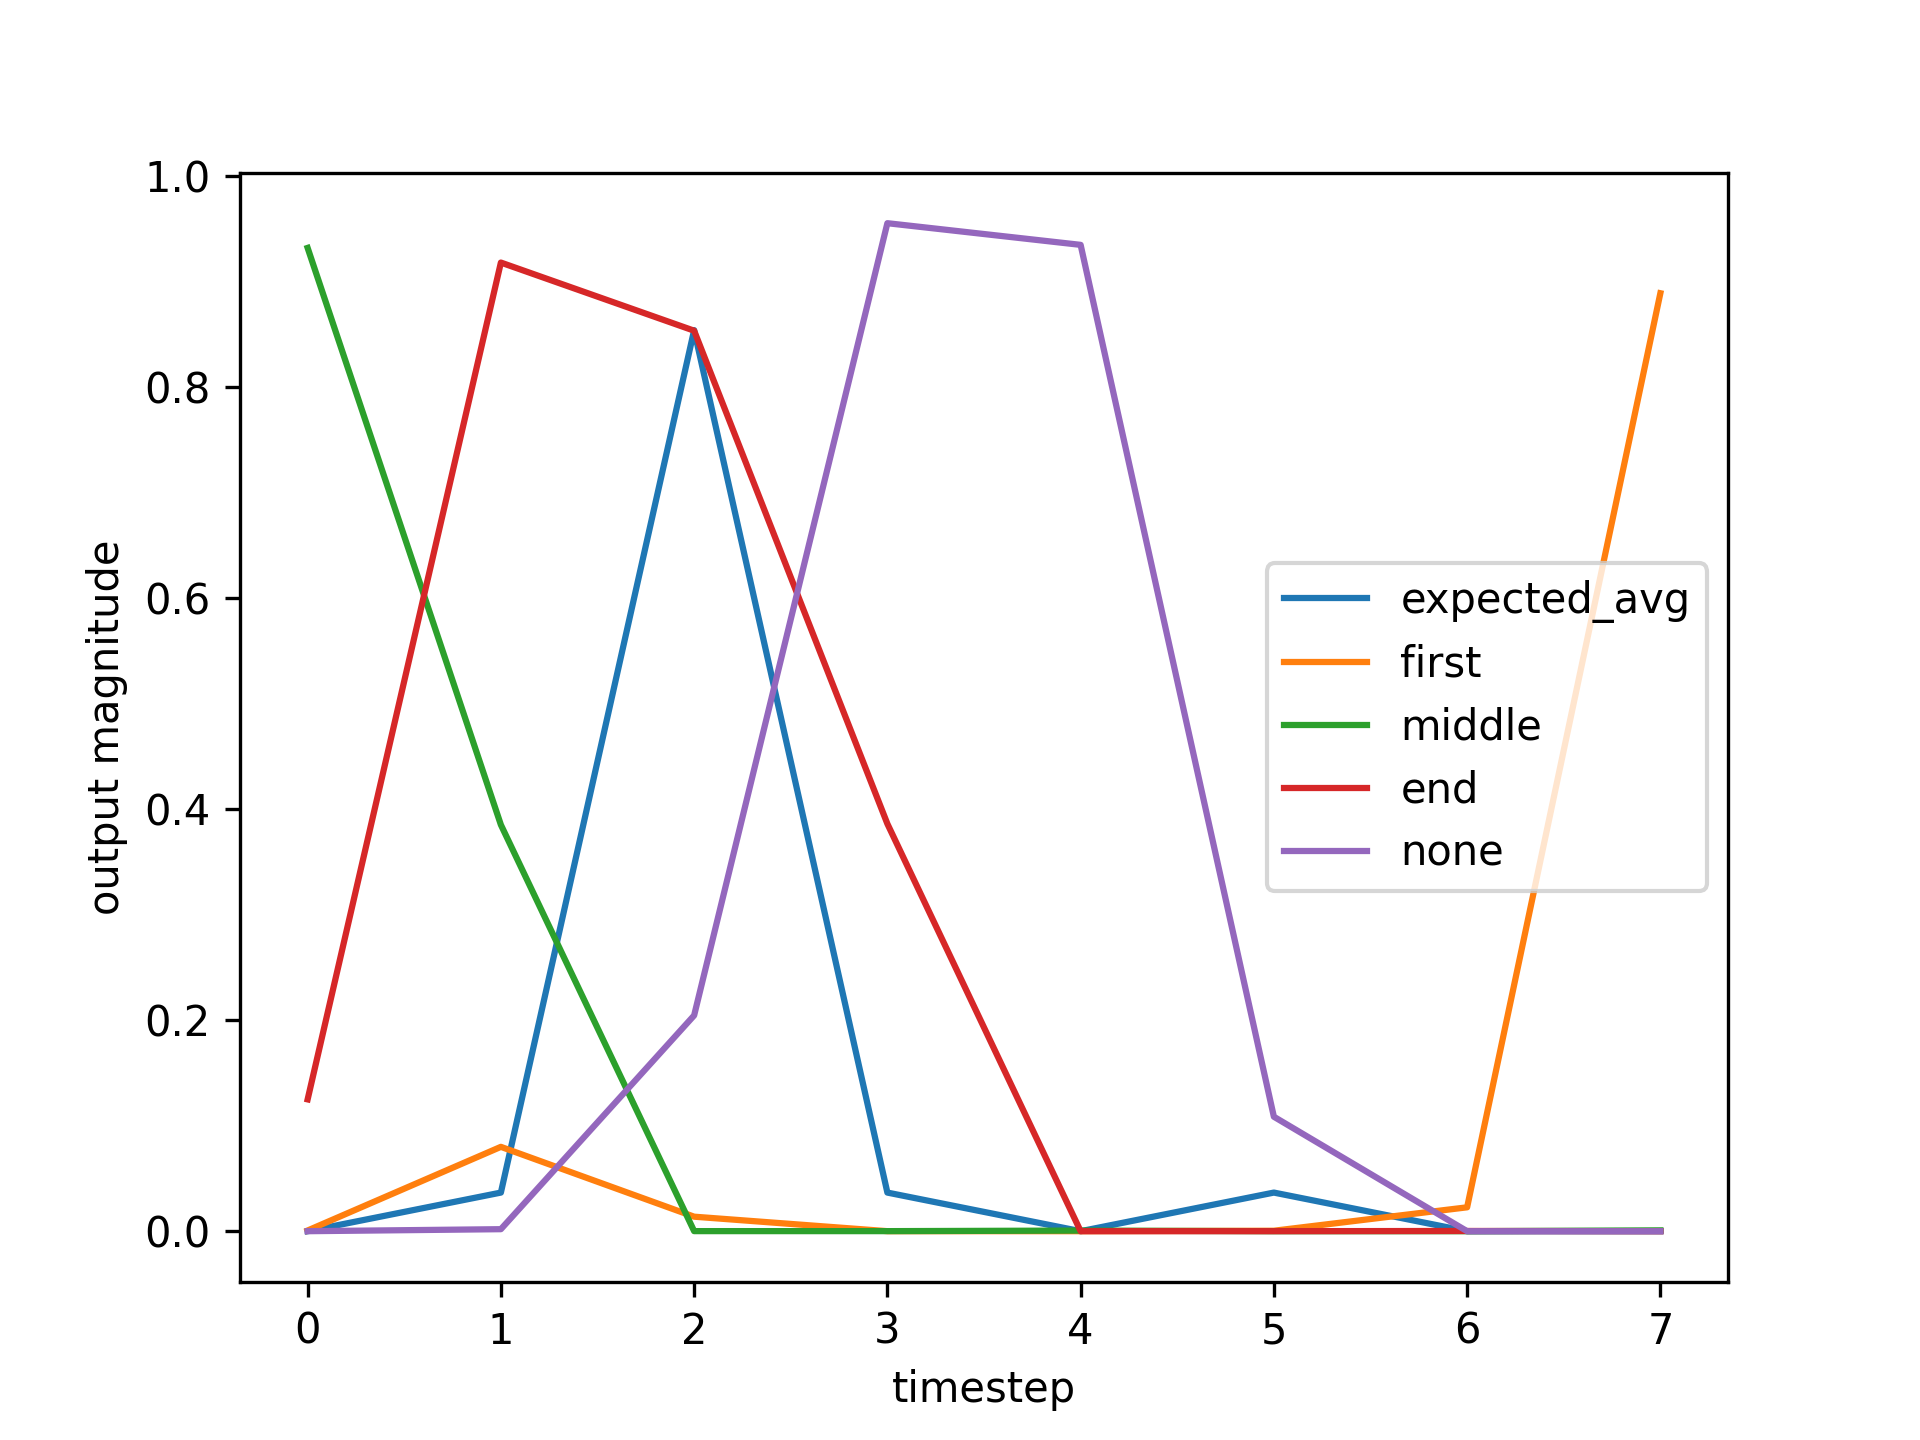 1.0
0.8
0.6
0.4
0.2
0.0
output magnitude
expected_avg
first
middle
end
none
0 1 2 3 4 5 6 7
timestep